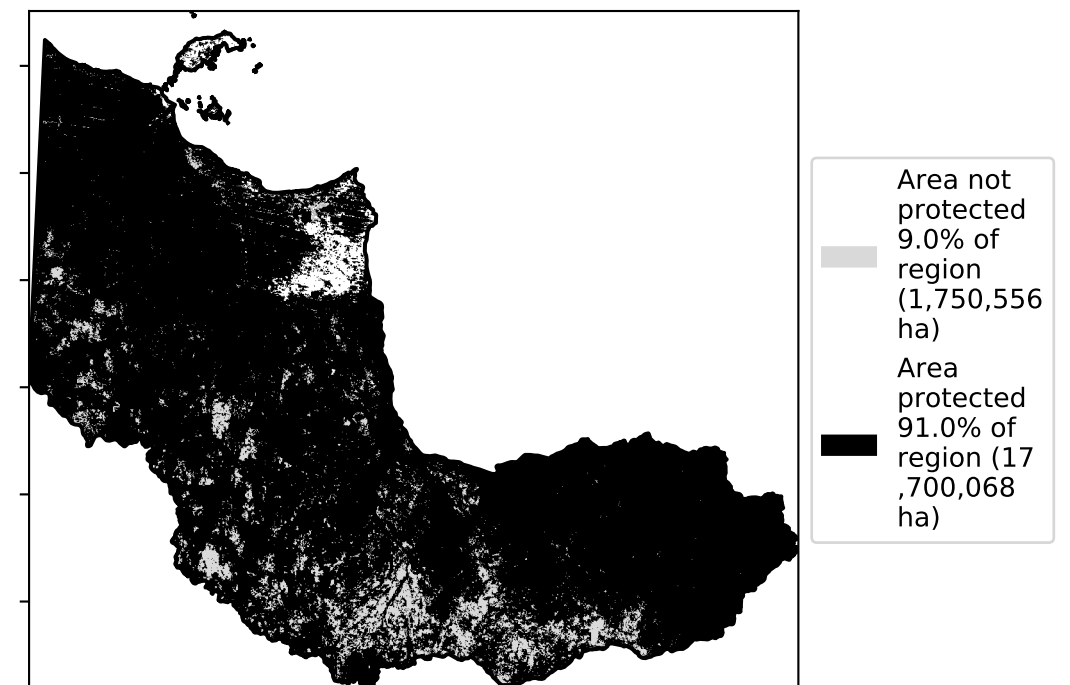 Area not
protected
9.0% of
region
(1,750,556
ha)
Area
protected
91.0% of
region (17
,700,068
ha)